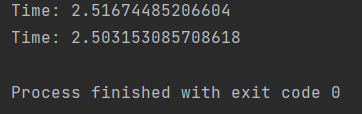 Time: 2.51674485206604
Time: 2.503153085708618
Process finished with exit code 0